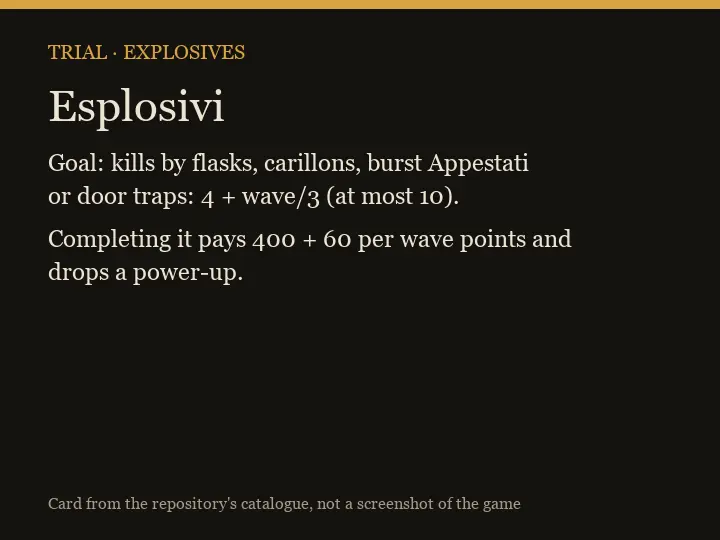 TRIAL · EXPLOSIVES
Esplosivi
Goal: kills by flasks, carillons, burst Appestati
or door traps: 4 + wave/3 (at most 10).
Completing it pays 400 + 60 per wave points and
drops a power-up.
Card from the repository's catalogue, not a screenshot of the game